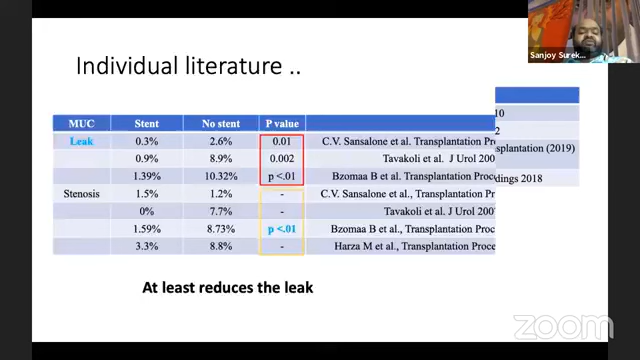 Sanjoy Surek...
Individual literature ..
MUC Stent No stent P value
10
Leak 0.3% 2.6% 0.01 C.V. Sansalone et al. Transplantation Pro
2
0.9% 8.9% 0.002 Tavakoli et al. J Urol 200
splantation (2019)
1.39% 10.32% p <.01 Bzomaa B et al. Transplantation Proce
dings 2018
Stenosis 1.5% 1.2% - C.V. Sansalone et al., Transplantation Pro
0% 7.7% - Tavakoli et al. J Urol 200
1.59% 8.73% p <.01 Bzomaa B et al., Transplantation Proc
3.3% 8.8% - Harza M et al., Transplantation Proce
At least reduces the leak
zoom